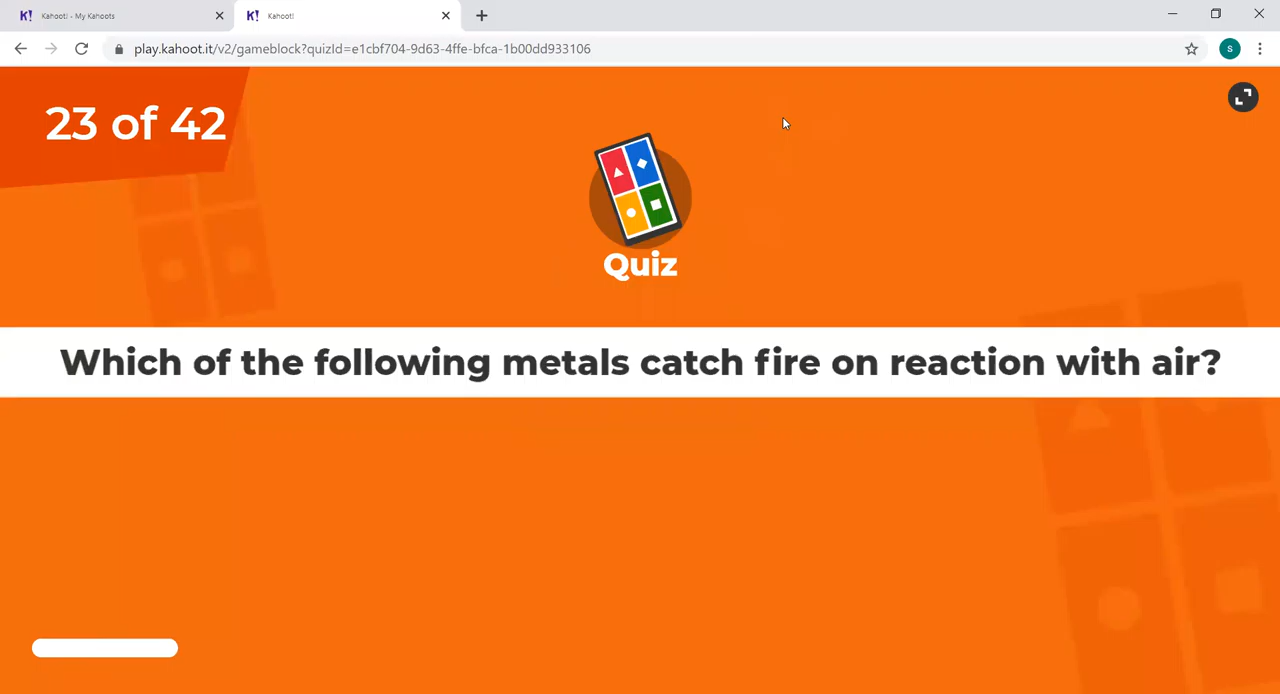 K! Kahoot! - My Kahoots
K! Kahoot!
play.kahoot.it/v2/gameblock?quizId=e1cbf704-9d63-4ffe-bfca-1b00dd933106
S
23 of 42
Quiz
Which of the following metals catch fire on reaction with air?